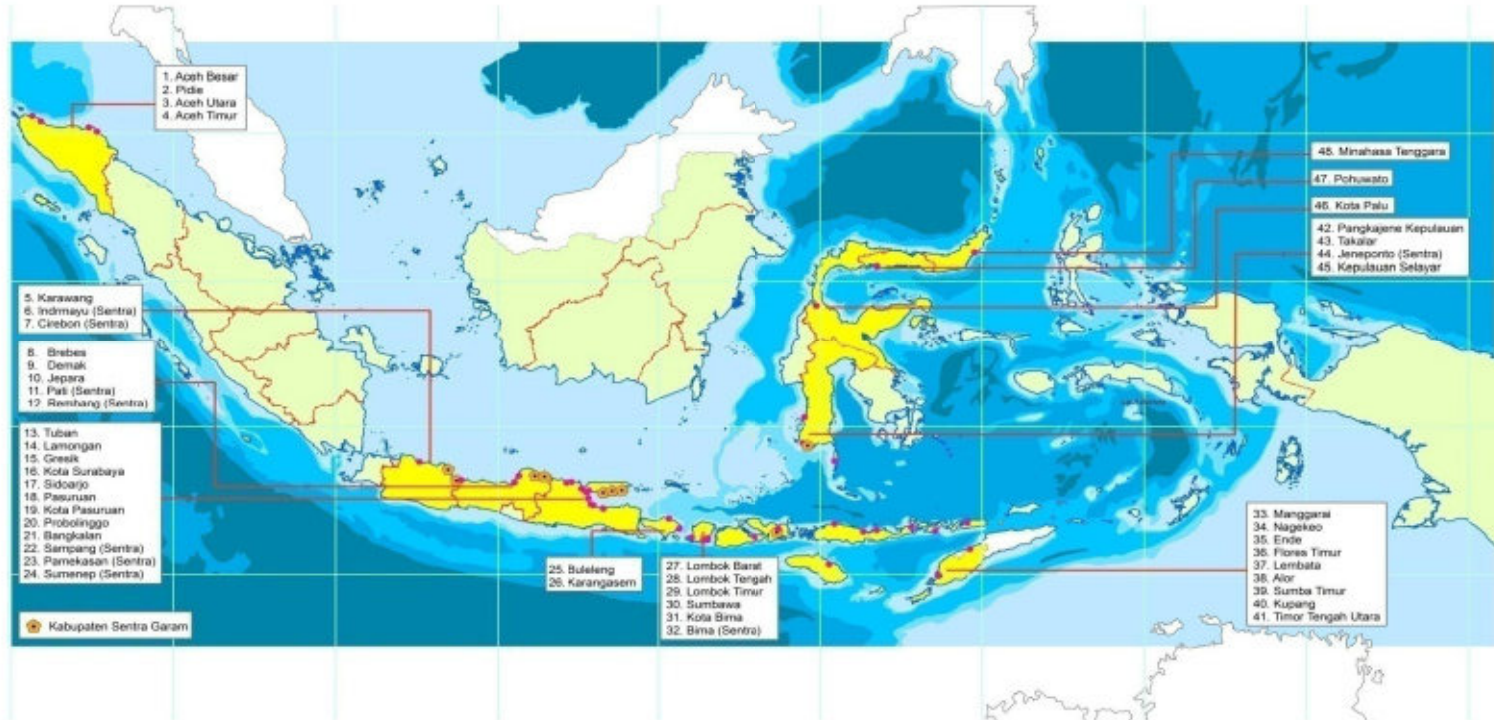 1. Aceh Besar
2. Pidie
3. Aceh Utara
4. Aceh Timur
5. Karawang
6. Indrmayu (Sentra)
7. Cirebon (Sentra)
8. Brebes
9. Demak
10. Jepara
11. Pati (Sentra)
12. Rembang (Sentra)
13. Tuban
14. Lamongan
15. Gresik
16. Kota Surabaya
17. Sidoarjo
18. Pasuruan
19. Kota Pasuruan
20. Probolinggo
21. Bangkalan
22. Sampang (Sentra)
23. Pamekasan (Sentra)
24. Sumenep (Sentra)
Kabupaten Sentra Garam
25. Buleleng
26. Karangasem
27. Lombok Barat
28. Lombok Tengah
29. Lombok Timur
30. Sumbawa
31. Kota Bima
32. Bima (Sentra)
33. Manggarai
34. Nagekeo
35. Ende
36. Flores Timur
37. Lembata
38. Alor
39. Sumba Timur
40. Kupang
41. Timor Tengah Utara
48. Minahasa Tenggara
47. Pohuwato
46. Kota Palu
42. Pangkajene Kepulauan
43. Takalar
44. Jeneponto (Sentra)
45. Kepulauan Selayar